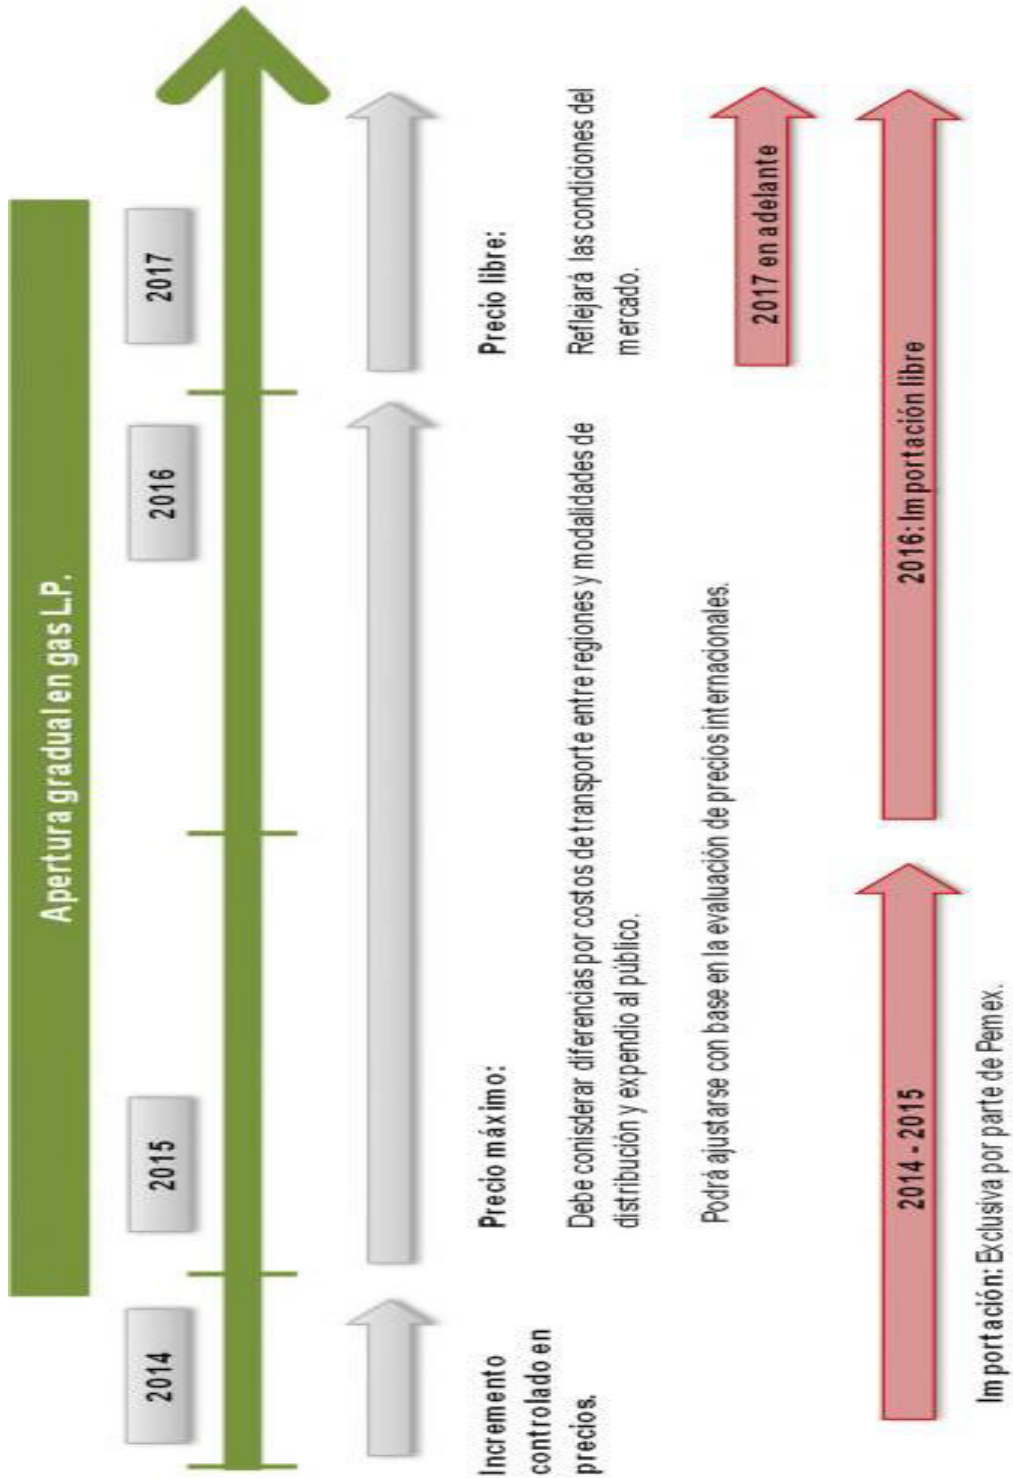 Apertura gradual en gas L.P.
2014
2015
2016
2017
Incremento
controlado en
precios.
Precio máximo:
Debe conisderar diferencias por costos de transporte entre regiones y modalidades de
distribución y expendio al público.
Podrá ajustarse con base en la evaluación de precios internacionales.
Precio libre:
Reflejará las condiciones del
mercado.
2017 en adelante
2014 - 2015
2016: Importación libre
Importación: Exclusiva por parte de Pemex.